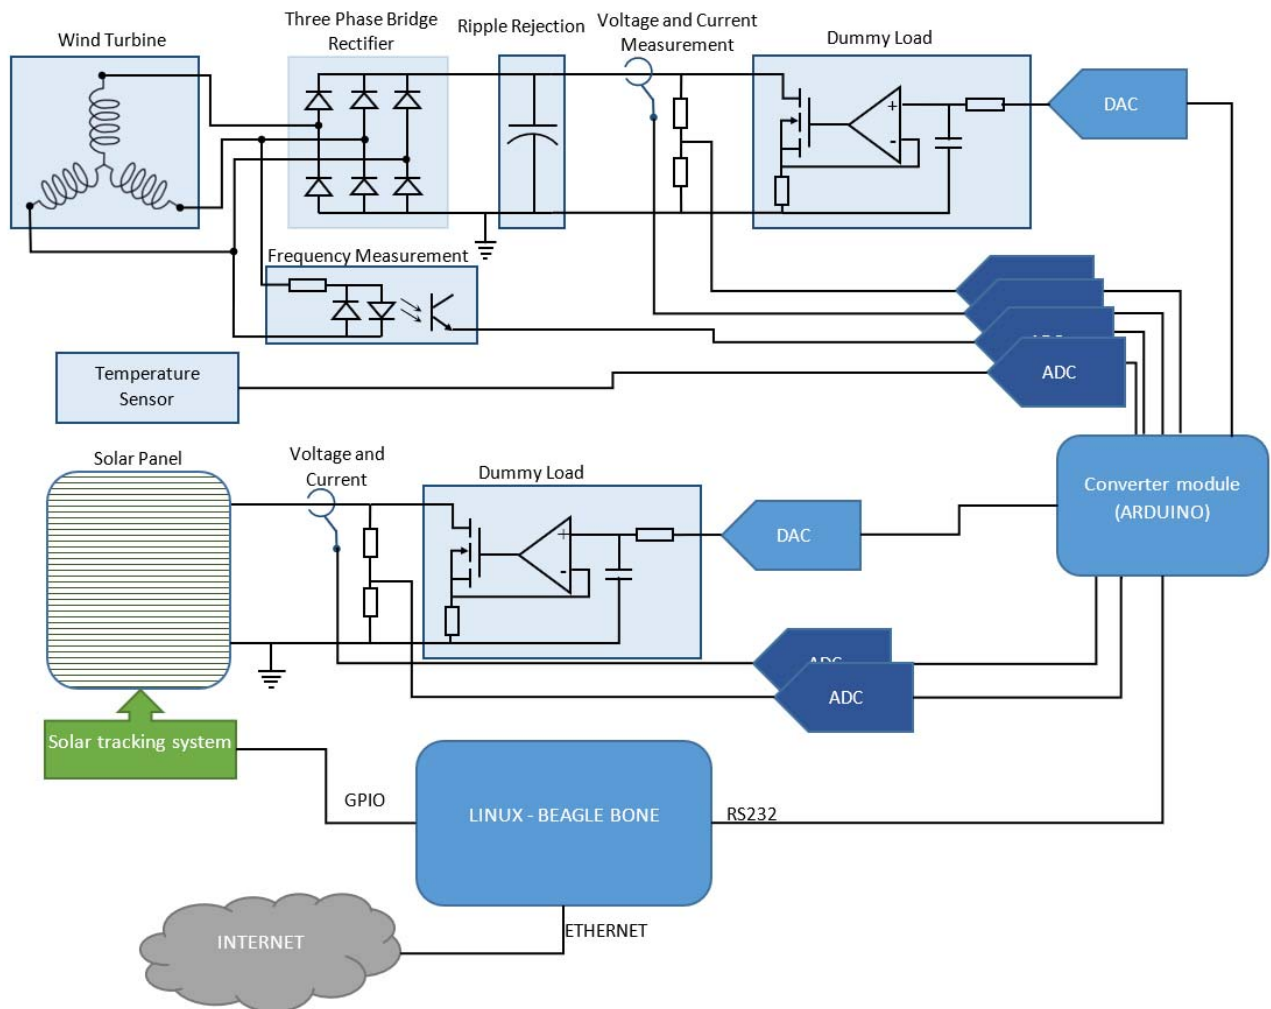 Wind Turbine
Three Phase Bridge
Rectifier
Ripple Rejection
Voltage and Current
Measurement
Dummy Load
DAC
+
-
Frequency Measurement
ADC
Temperature
Sensor
Solar Panel
Voltage and
Current
Dummy Load
+
-
DAC
Converter module
(ARDUINO)
ADC
ADC
Solar tracking system
GPIO
LINUX - BEAGLE BONE
RS232
ETHERNET
INTERNET